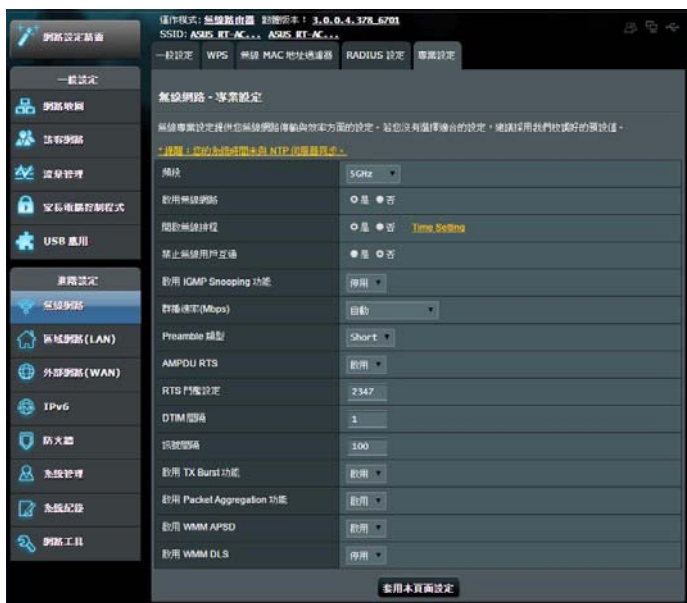 網路設定精靈
一般設定
網路地圖
訪客網路
流量管理
家長電腦控制程式
USB 應用
進階設定
無線網路
區域網路(LAN)
外部網路(WAN)
IPv6
防火牆
系統管理
系統紀錄
網路工具
運作模式: 無線路由器 韌體版本: 3.0.0.4.378_6701
SSID: ASUS_RT-AC... ASUS_RT-AC...
一般設定 WPS 無線 MAC 地址過濾器 RADIUS 設定 專業設定
無線網路 - 專業設定
無線專業設定提供您無線網路傳輸與效率方面的設定。若您沒有選擇適合的設定，建議採用我們校調好的預設值。
* 提醒：您的系統時間未與 NTP 伺服器同步。
頻段 5GHz
啟用無線網路 是 否
開啟無線排程 是 否 Time Setting
禁止無線用戶互通 是 否
啟用 IGMP Snooping 功能 停用
群播速率(Mbps) 自動
Preamble 類型 Short
AMPDU RTS 啟用
RTS 門檻設定 2347
DTIM 間隔 1
訊號間隔 100
啟用 TX Burst 功能 啟用
啟用 Packet Aggregation 功能 啟用
啟用 WMM APSD 啟用
啟用 WMM DLS 停用
套用本頁面設定